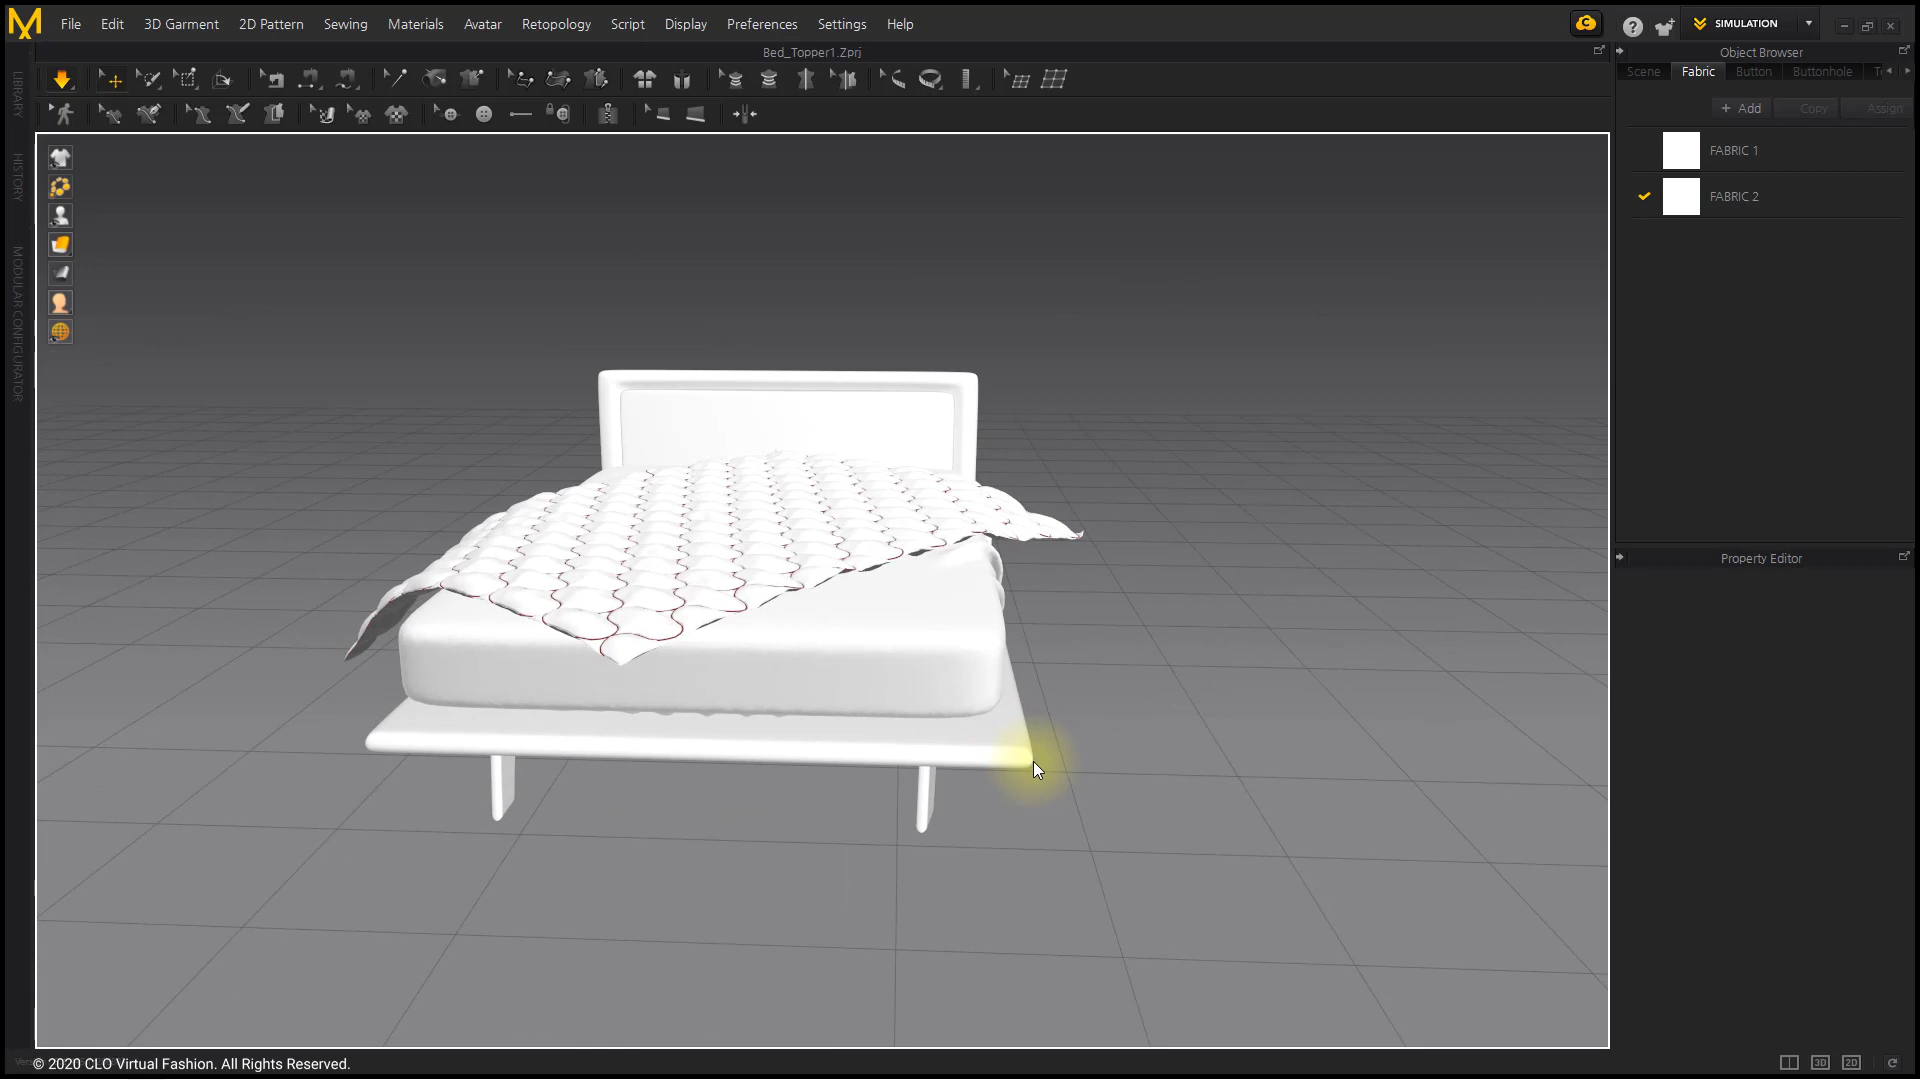 File Edit 3D Garment 2D Pattern Sewing Materials Avatar Retopology Script Display Preferences Settings Help
SIMULATION
Bed_Topper1.Zprj
Object Browser
Scene Fabric Button Buttonhole
+ Add Copy Assign
FABRIC 1
FABRIC 2
LIBRARY
HISTORY
MODULAR CONFIGURATOR
Property Editor
© 2020 CLO Virtual Fashion. All Rights Reserved.
3D 2D